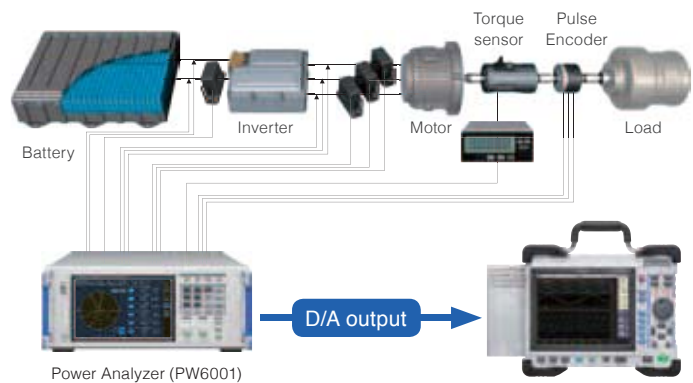 Torque
sensor
Pulse
Encoder
Battery
Inverter
Motor
Load
D/A output
Power Analyzer (PW6001)